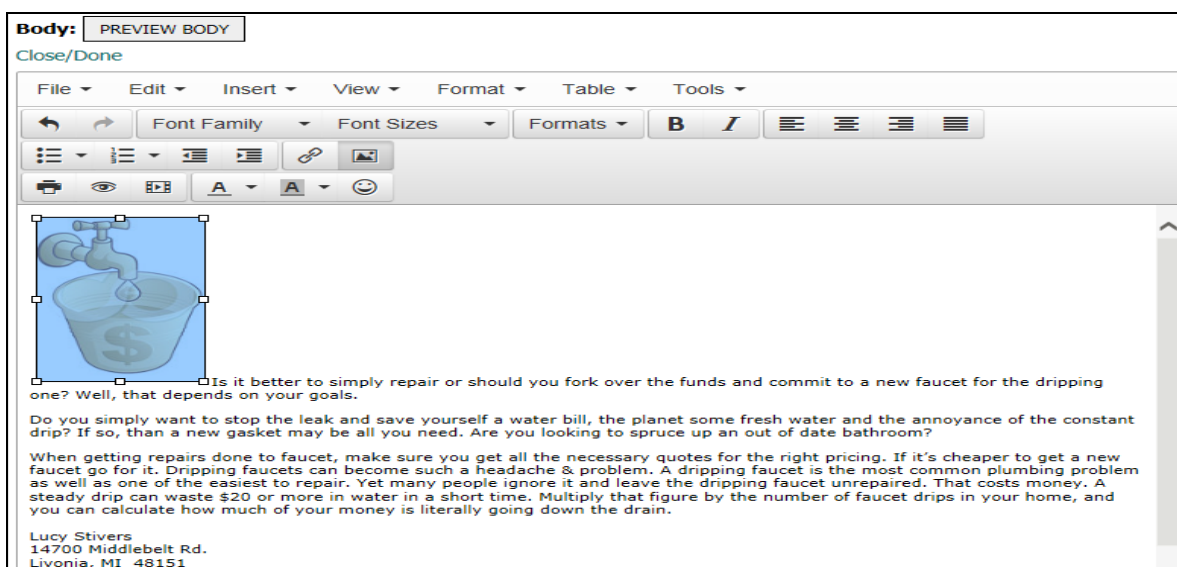 Body: PREVIEW BODY
Close/Done
File Edit Insert View Format Table Tools
Font Family Font Sizes Formats B I
A A
$
Is it better to simply repair or should you fork over the funds and commit to a new faucet for the dripping
one? Well, that depends on your goals.
Do you simply want to stop the leak and save yourself a water bill, the planet some fresh water and the annoyance of the constant
drip? If so, than a new gasket may be all you need. Are you looking to spruce up an out of date bathroom?
When getting repairs done to faucet, make sure you get all the necessary quotes for the right pricing. If it’s cheaper to get a new
faucet go for it. Dripping faucets can become such a headache & problem. A dripping faucet is the most common plumbing problem
as well as one of the easiest to repair. Yet many people ignore it and leave the dripping faucet unrepaired. That costs money. A
steady drip can waste $20 or more in water in a short time. Multiply that figure by the number of faucet drips in your home, and
you can calculate how much of your money is literally going down the drain.
Lucy Stivers
14700 Middlebelt Rd.
Livonia, MI 48151